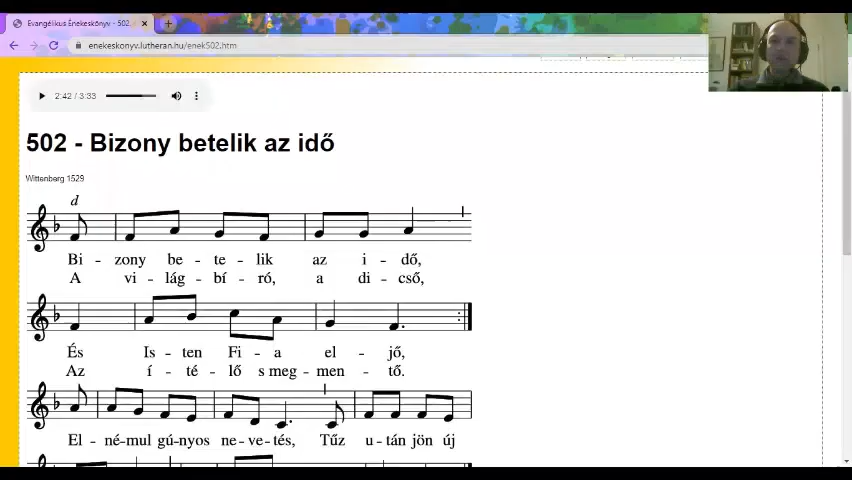 Evangélikus Énekeskönyv - 502.
enekeskonyv.lutheran.hu/enek502.htm
2:42 / 3:33
502 - Bizony betelik az idő
Wittenberg 1529
d
Bi - zony be - te - lik az i - dő,
A vi - lág - bí - ró, a di - cső,
És Is - ten Fi - a el - jő,
Az í - té - lő s meg - men - tő.
El - né-mul gú-nyos ne-ve-tés, Tűz u-tán jön új